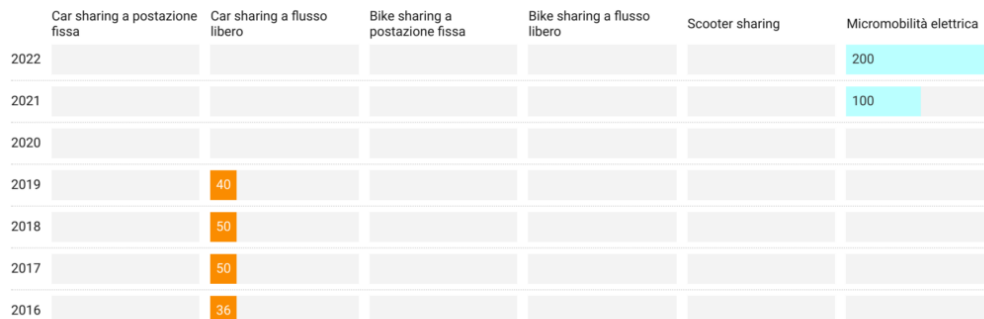 Car sharing a postazione fissa
Car sharing a flusso libero
Bike sharing a postazione fissa
Bike sharing a flusso libero
Scooter sharing
Micromobilità elettrica
2022 200
2021 100
2020
2019 40
2018 50
2017 50
2016 36